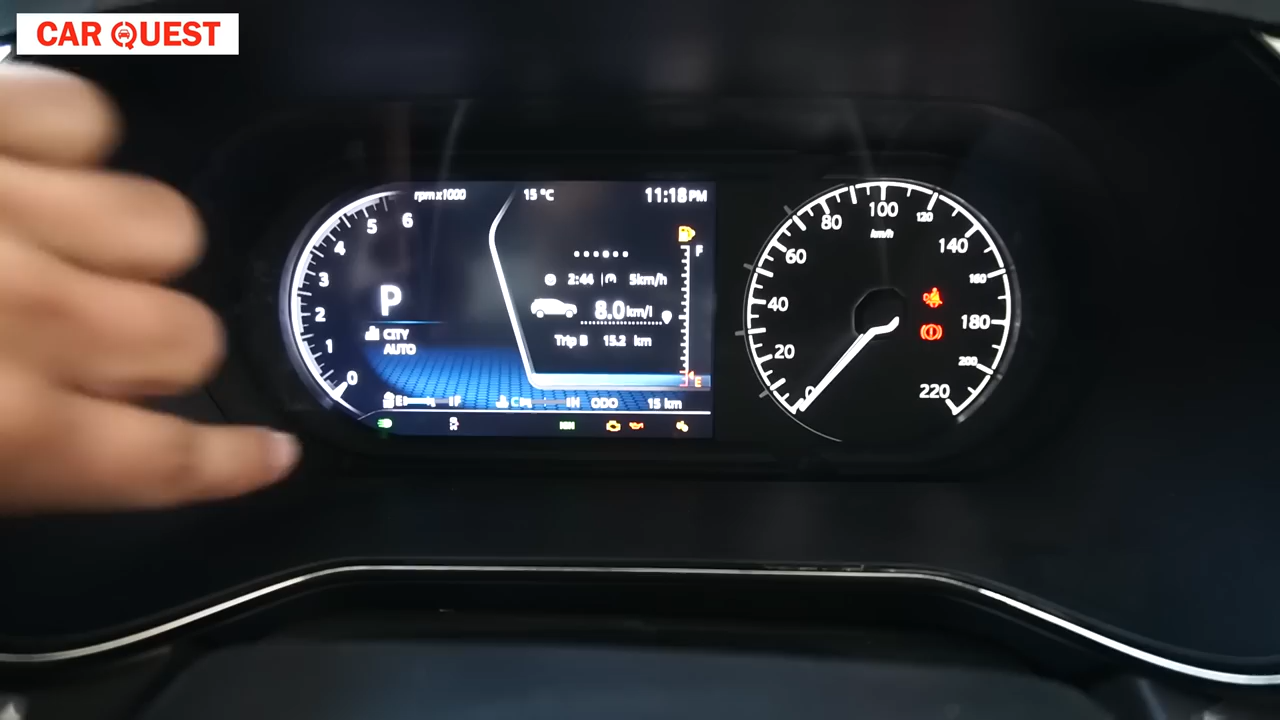 CAR QUEST
rpm x1000
15 °C
11:18 PM
6
5
4
3
2
1
0
P
CITY
AUTO
2:44
5km/h
8.0 km/l
Trip B 15.2 km
F
E
ODO 15 km
0
20
40
60
80
100
120
140
160
180
200
220
km/h